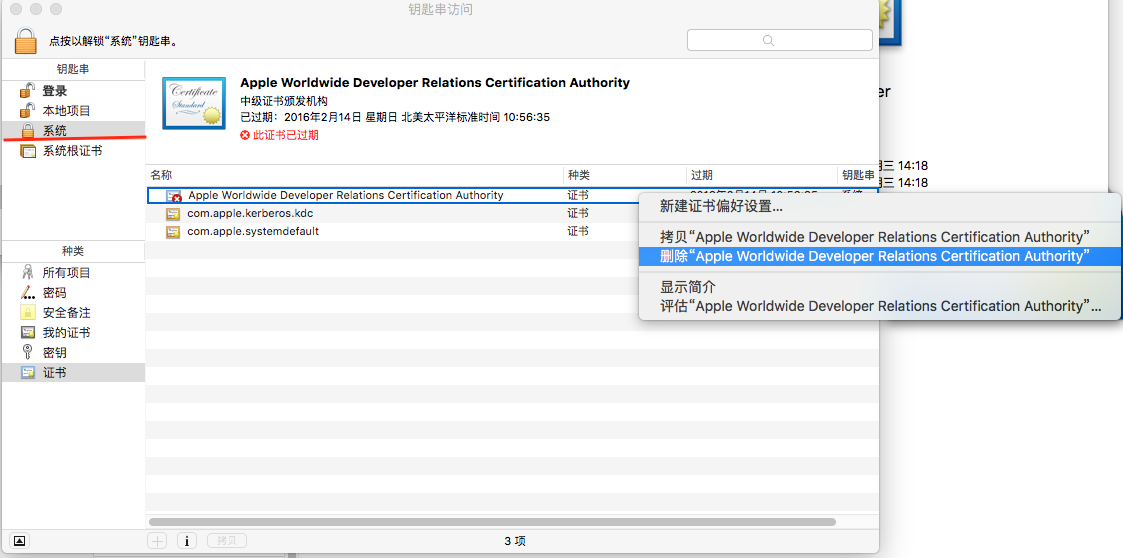 钥匙串访问
点按以解锁“系统”钥匙串。
钥匙串
登录
本地项目
系统
系统根证书
种类
所有项目
密码
安全备注
我的证书
密钥
证书
Certificate
Standard
Apple Worldwide Developer Relations Certification Authority
中级证书颁发机构
已过期：2016年2月14日 星期日 北美太平洋标准时间 10:56:35
此证书已过期
名称 种类 过期 钥匙串
Apple Worldwide Developer Relations Certification Authority 证书
com.apple.kerberos.kdc 证书
com.apple.systemdefault 证书
新建证书偏好设置...
拷贝“Apple Worldwide Developer Relations Certification Authority”
删除“Apple Worldwide Developer Relations Certification Authority”
显示简介
评估“Apple Worldwide Developer Relations Certification Authority”...
拷贝
3 项
er
三 14:18
三 14:18